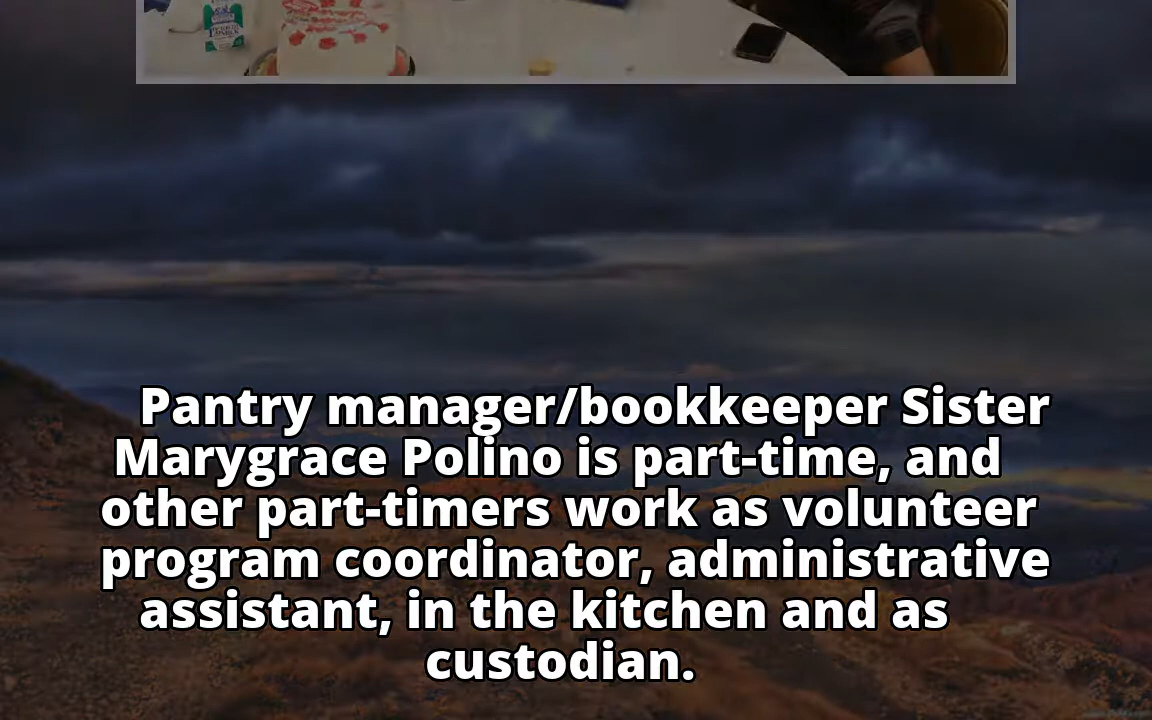 Pantry manager/bookkeeper Sister
Marygrace Polino is part-time, and
other part-timers work as volunteer
program coordinator, administrative
assistant, in the kitchen and as
custodian.